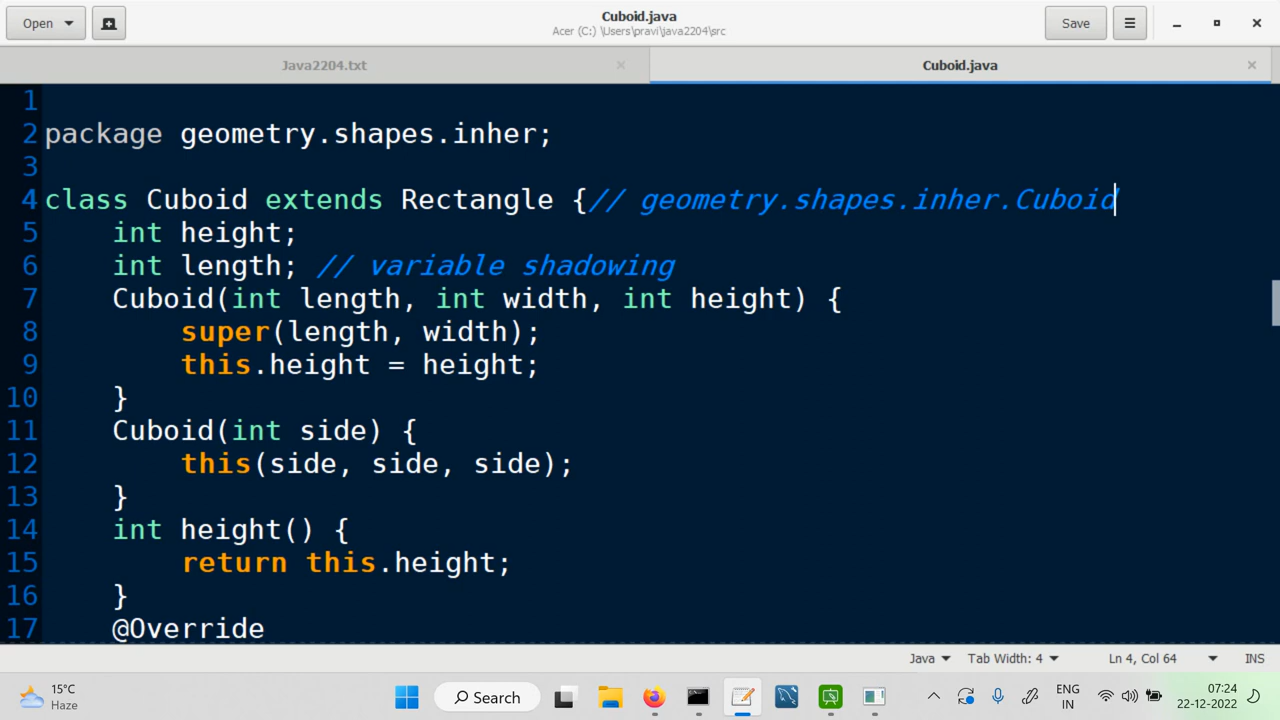 Open
Cuboid.java
Acer (C:) \Users\pravi\java2204\src
Save
Java2204.txt
Cuboid.java
1
2 package geometry.shapes.inher;
3
4 class Cuboid extends Rectangle {// geometry.shapes.inher.Cuboid
5 int height;
6 int length; // variable shadowing
7 Cuboid(int length, int width, int height) {
8 super(length, width);
9 this.height = height;
10 }
11 Cuboid(int side) {
12 this(side, side, side);
13 }
14 int height() {
15 return this.height;
16 }
17 @Override
Java Tab Width: 4 Ln 4, Col 64 INS
15°C
Haze
Search
ENG
IN
07:24
22-12-2022